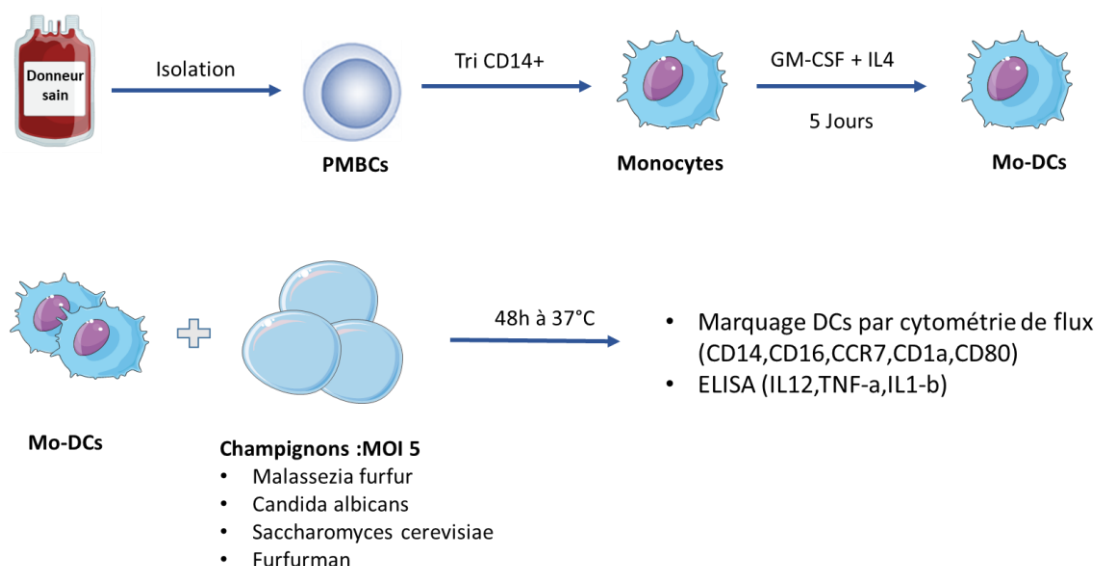 Donneur
sain
Isolation
PMBCs
Tri CD14+
Monocytes
GM-CSF + IL4
5 Jours
Mo-DCs
Mo-DCs
Champignons :MOI 5
• Malassezia furfur
• Candida albicans
• Saccharomyces cerevisiae
• Furfurman
48h à 37°C
• Marquage DCs par cytométrie de flux
(CD14,CD16,CCR7,CD1a,CD80)
• ELISA (IL12,TNF-a,IL1-b)